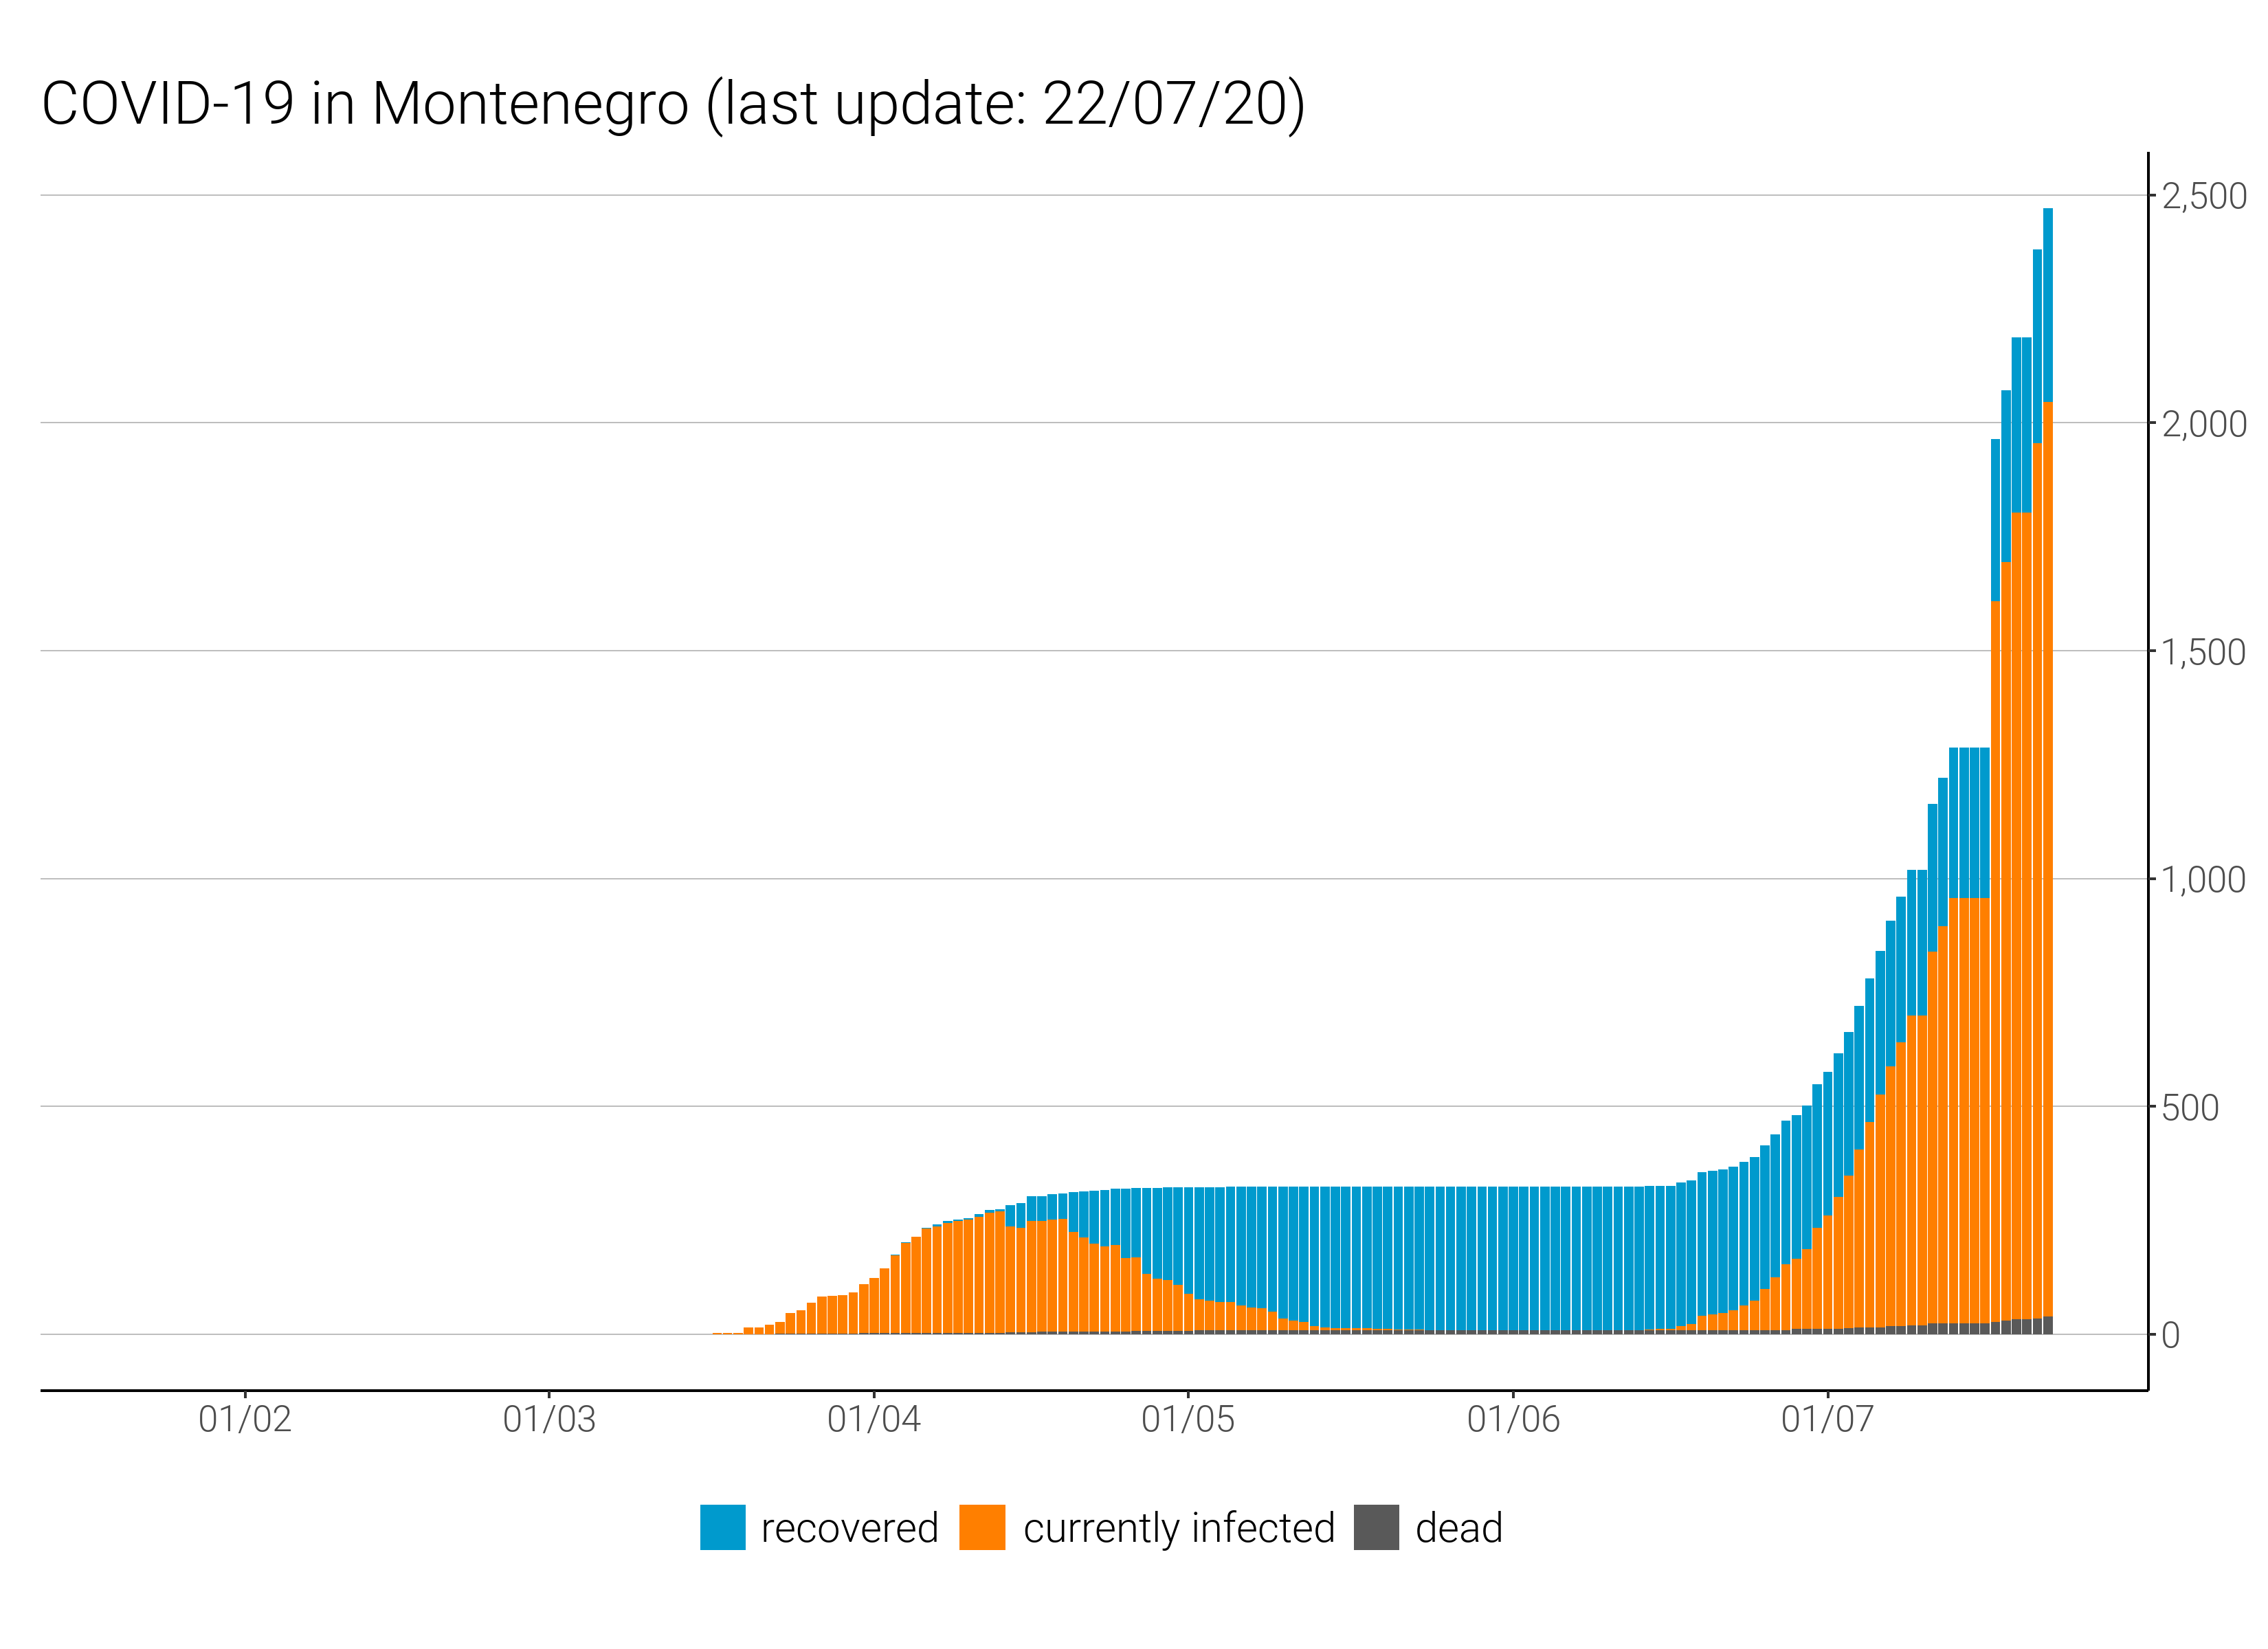 COVID-19 in Montenegro (last update: 22/07/20)
2,500
2,000
1,500
1,000
500
0
01/02 01/03 01/04 01/05 01/06 01/07
recovered currently infected dead